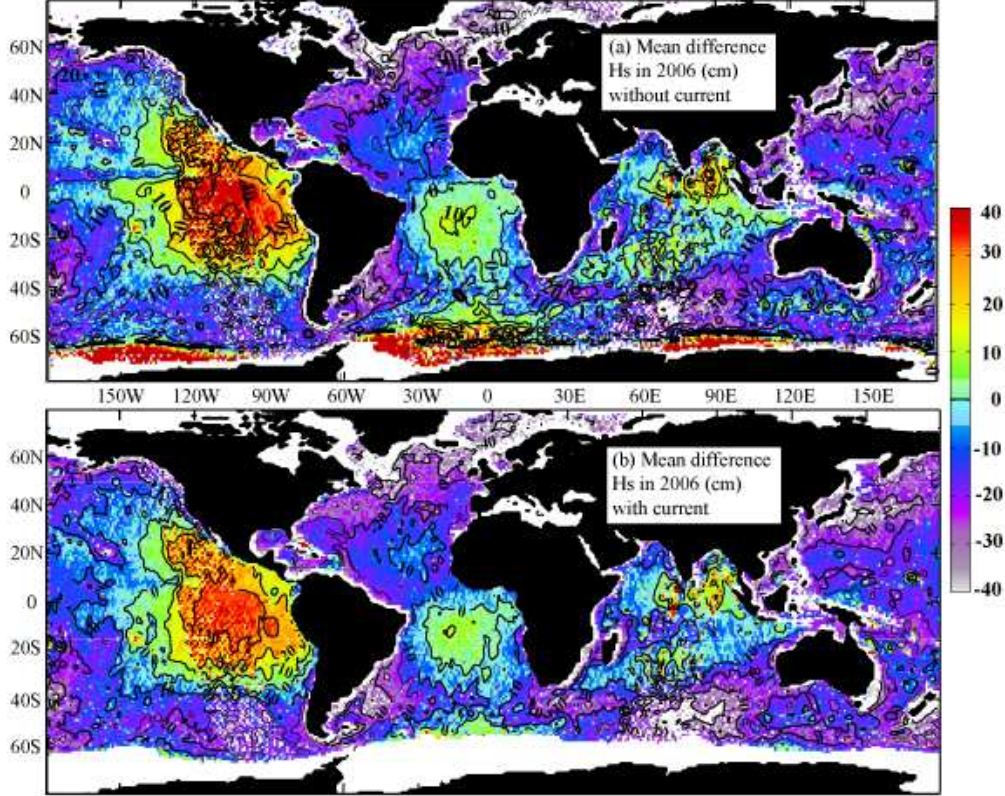 60N
40N
20N
0
20S
40S
60S
(a) Mean difference
Hs in 2006 (cm)
without current
150W 120W 90W 60W 30W 0 30E 60E 90E 120E 150E
60N
40N
20N
0
20S
40S
60S
(b) Mean difference
Hs in 2006 (cm)
with current
40
30
20
10
0
-10
-20
-30
-40